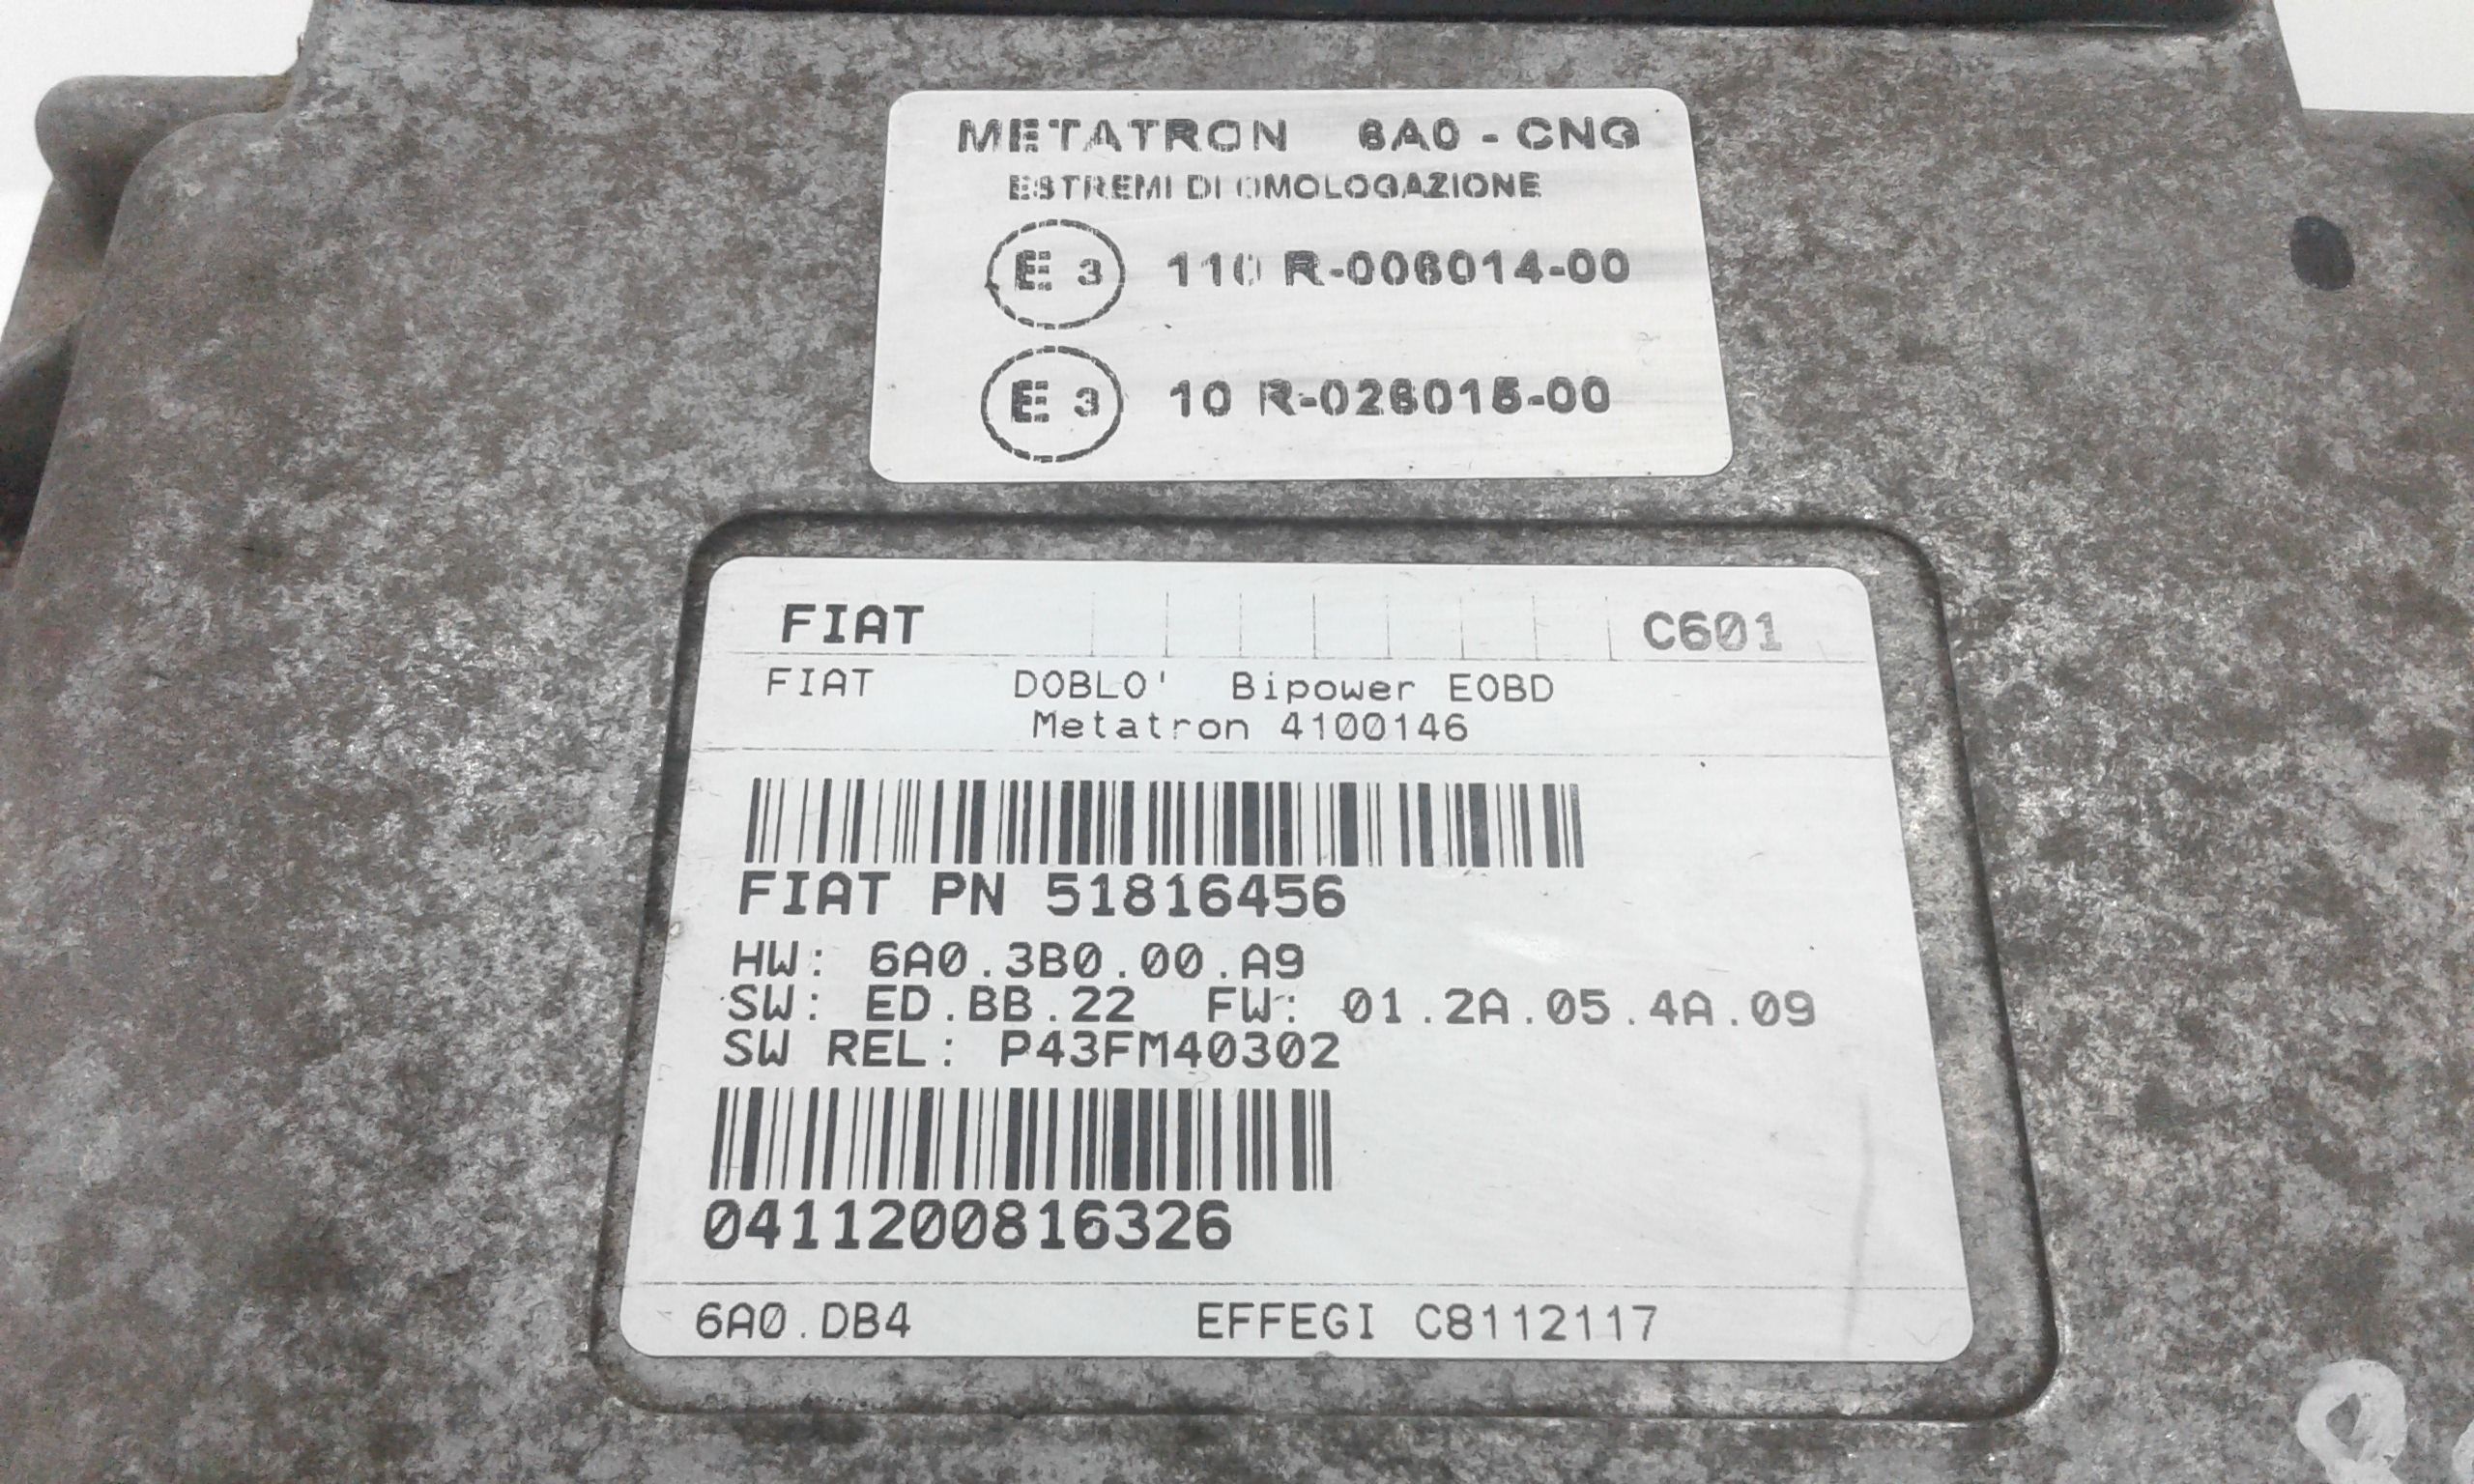 METATRON 6A0 - CNG
ESTREMI DI OMOLOGAZIONE
E 3 110 R-006014-00
E 3 10 R-026015-00
FIAT C601
FIAT DOBLO' Bipower EOBD
Metatron 4100146
FIAT PN 51816456
HW: 6A0.3B0.00.A9
SW: ED.BB.22 FW: 01.2A.05.4A.09
SW REL: P43FM40302
0411200816326
6A0.DB4 EFFEGI C8112117